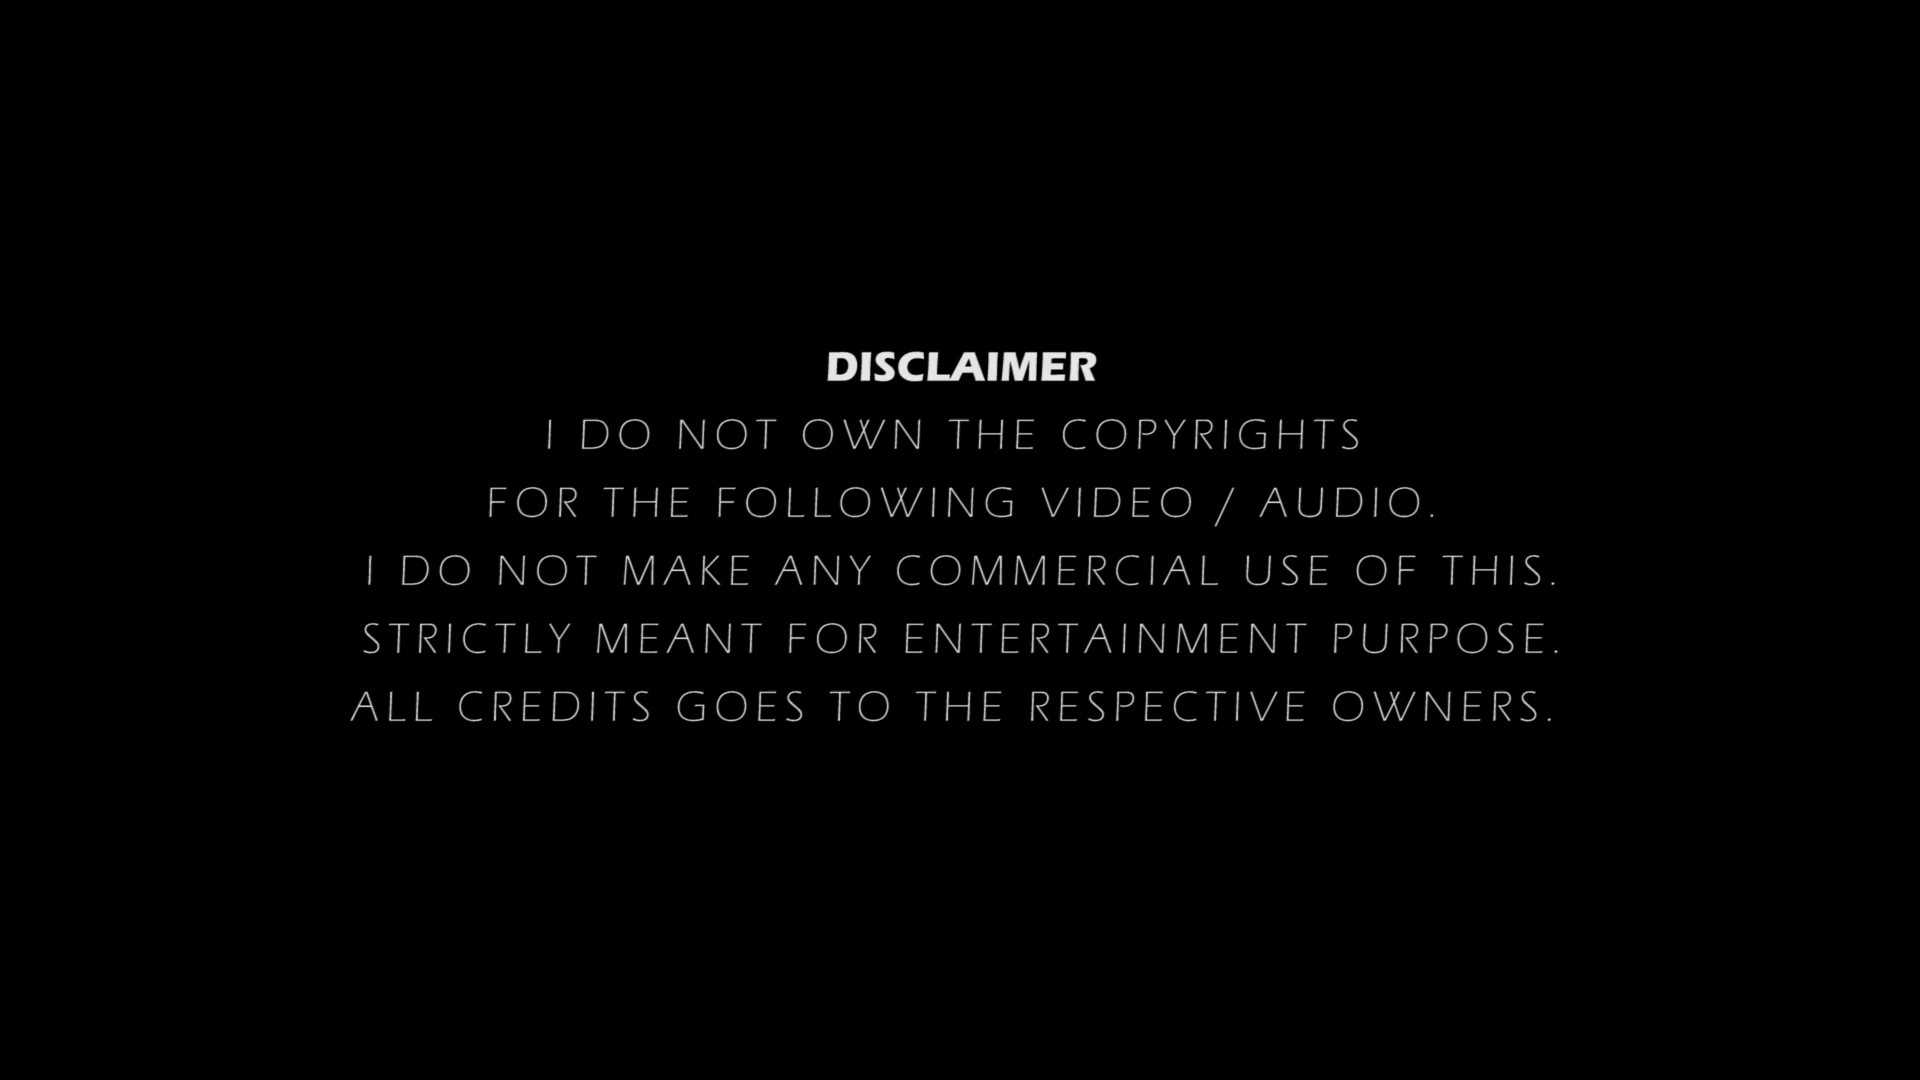 DISCLAIMER
I DO NOT OWN THE COPYRIGHTS
FOR THE FOLLOWING VIDEO / AUDIO.
I DO NOT MAKE ANY COMMERCIAL USE OF THIS.
STRICTLY MEANT FOR ENTERTAINMENT PURPOSE.
ALL CREDITS GOES TO THE RESPECTIVE OWNERS.